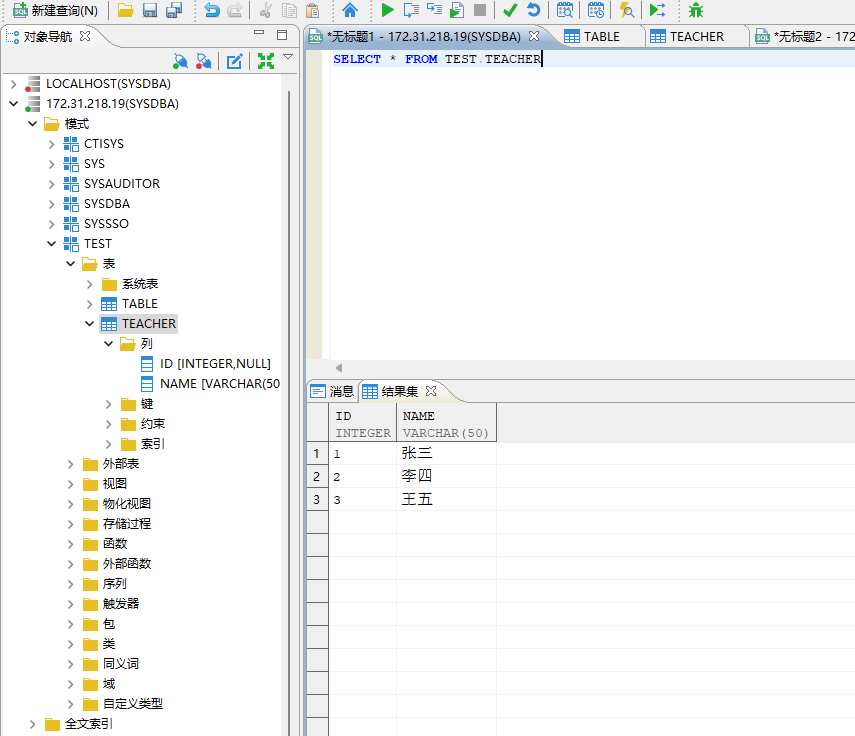 新建查询(N)
对象导航
LOCALHOST(SYSDBA)
172.31.218.19(SYSDBA)
模式
CTISYS
SYS
SYSAUDITOR
SYSDBA
SYSSSO
TEST
表
系统表
TABLE
TEACHER
列
ID [INTEGER,NULL]
NAME [VARCHAR(50
键
约束
索引
外部表
视图
物化视图
存储过程
函数
外部函数
序列
触发器
包
类
同义词
域
自定义类型
全文索引
*无标题1 - 172.31.218.19(SYSDBA) TABLE TEACHER *无标题2 - 172
SELECT * FROM TEST.TEACHER
消息 结果集
ID NAME
INTEGER VARCHAR(50)
1 1 张三
2 2 李四
3 3 王五